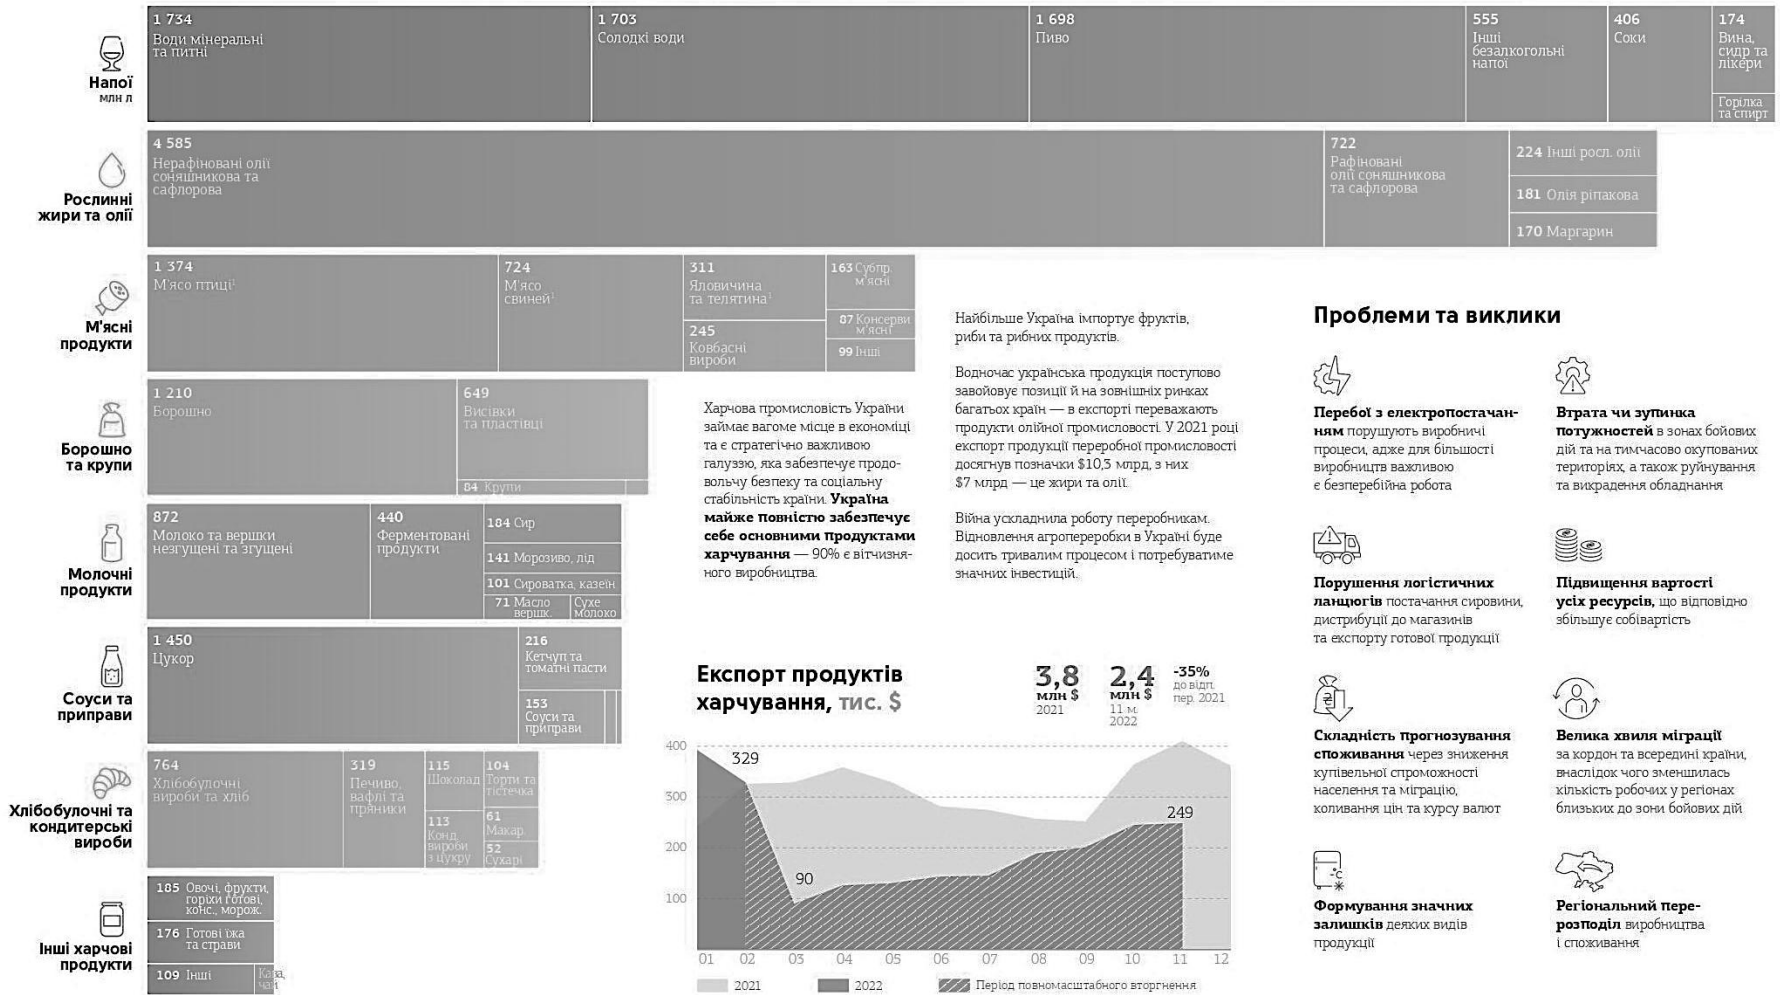 Напої
млн л
1 734
Води мінеральні
та питні
1 703
Солодкі води
1 698
Пиво
555
Інші
безалкогольні
напої
406
Соки
174
Вина,
сидр та
лікери
Горілка
та спирт
Рослинні
жири та олії
4 585
Нерафіновані олії
соняшникова та
сафлорова
722
Рафіновані
олії соняшникова
та сафлорова
224 Інші росл. олії
181 Олія ріпакова
170 Маргарин
М'ясні
продукти
1 374
М'ясо птиці¹
724
М'ясо
свиней¹
311
Яловичина
та телятина¹
245
Ковбасні
вироби
163 Субпр.
м'ясні
87 Консерви
м'ясні
99 Інші
Борошно
та крупи
1 210
Борошно
649
Висівки
та пластівці
84 Крупи
Молочні
продукти
872
Молоко та вершки
незгущені та згущені
440
Ферментовані
продукти
184 Сир
141 Морозиво, лід
101 Сироватка, казеїн
71 Масло
вершк.
Сухе
молоко
Соуси та
приправи
1 450
Цукор
216
Кетчуп та
томатні пасти
153
Соуси та
приправи
Хлібобулочні та
кондитерські
вироби
764
Хлібобулочні
вироби та хліб
319
Печиво,
вафлі та
пряники
115
Шоколад
113
Конд.
вироби
з цукру
104
Торти та
тістечка
61
Макар.
52
Сухарі
Інші харчові
продукти
185 Овочі, фрукти,
горіхи готові,
конс., морож.
176 Готові їжа
та страви
109 Інші
Кава,
чай
Харчова промисловість України
займає вагоме місце в економіці
та є стратегічно важливою
галуззю, яка забезпечує продо-
вольчу безпеку та соціальну
стабільність країни. Україна
майже повністю забезпечує
себе основними продуктами
харчування — 90% є вітчизня-
ного виробництва.
Найбільше Україна імпортує фруктів,
риби та рибних продуктів.
Водночас українська продукція поступово
завойовує позиції й на зовнішніх ринках
багатьох країн — в експорті переважають
продукти олійної промисловості. У 2021 році
експорт продукції переробної промисловості
досягнув позначки $10,3 млрд, з них
$7 млрд — це жири та олії.
Війна ускладнила роботу переробникам.
Відновлення агропереробки в Україні буде
досить тривалим процесом і потребуватиме
значних інвестицій.
Експорт продуктів
харчування, тис. $
3,8
млн $
2021
2,4
млн $
11 м.
2022
-35%
до відп.
пер. 2021
400
300
200
100
329
90
249
01 02 03 04 05 06 07 08 09 10 11 12
2021
2022
Період повномасштабного вторгнення
Проблеми та виклики
Перебої з електропостачан-
ням порушують виробничі
процеси, адже для більшості
виробництв важливою
є безперебійна робота
Втрата чи зупинка
потужностей в зонах бойових
дій та на тимчасово окупованих
територіях, а також руйнування
та викрадення обладнання
Порушення логістичних
ланцюгів постачання сировини,
дистрибуції до магазинів
та експорту готової продукції
Підвищення вартості
усіх ресурсів, що відповідно
збільшує собівартість
₴
Складність прогнозування
споживання через зниження
купівельної спроможності
населення та міграцію,
коливання цін та курсу валют
Велика хвиля міграції
за кордон та всередині країни,
внаслідок чого зменшилась
кількість робочих у регіонах
близьких до зони бойових дій
°C
Формування значних
залишків деяких видів
продукції
Регіональний пере-
розподіл виробництва
і споживання